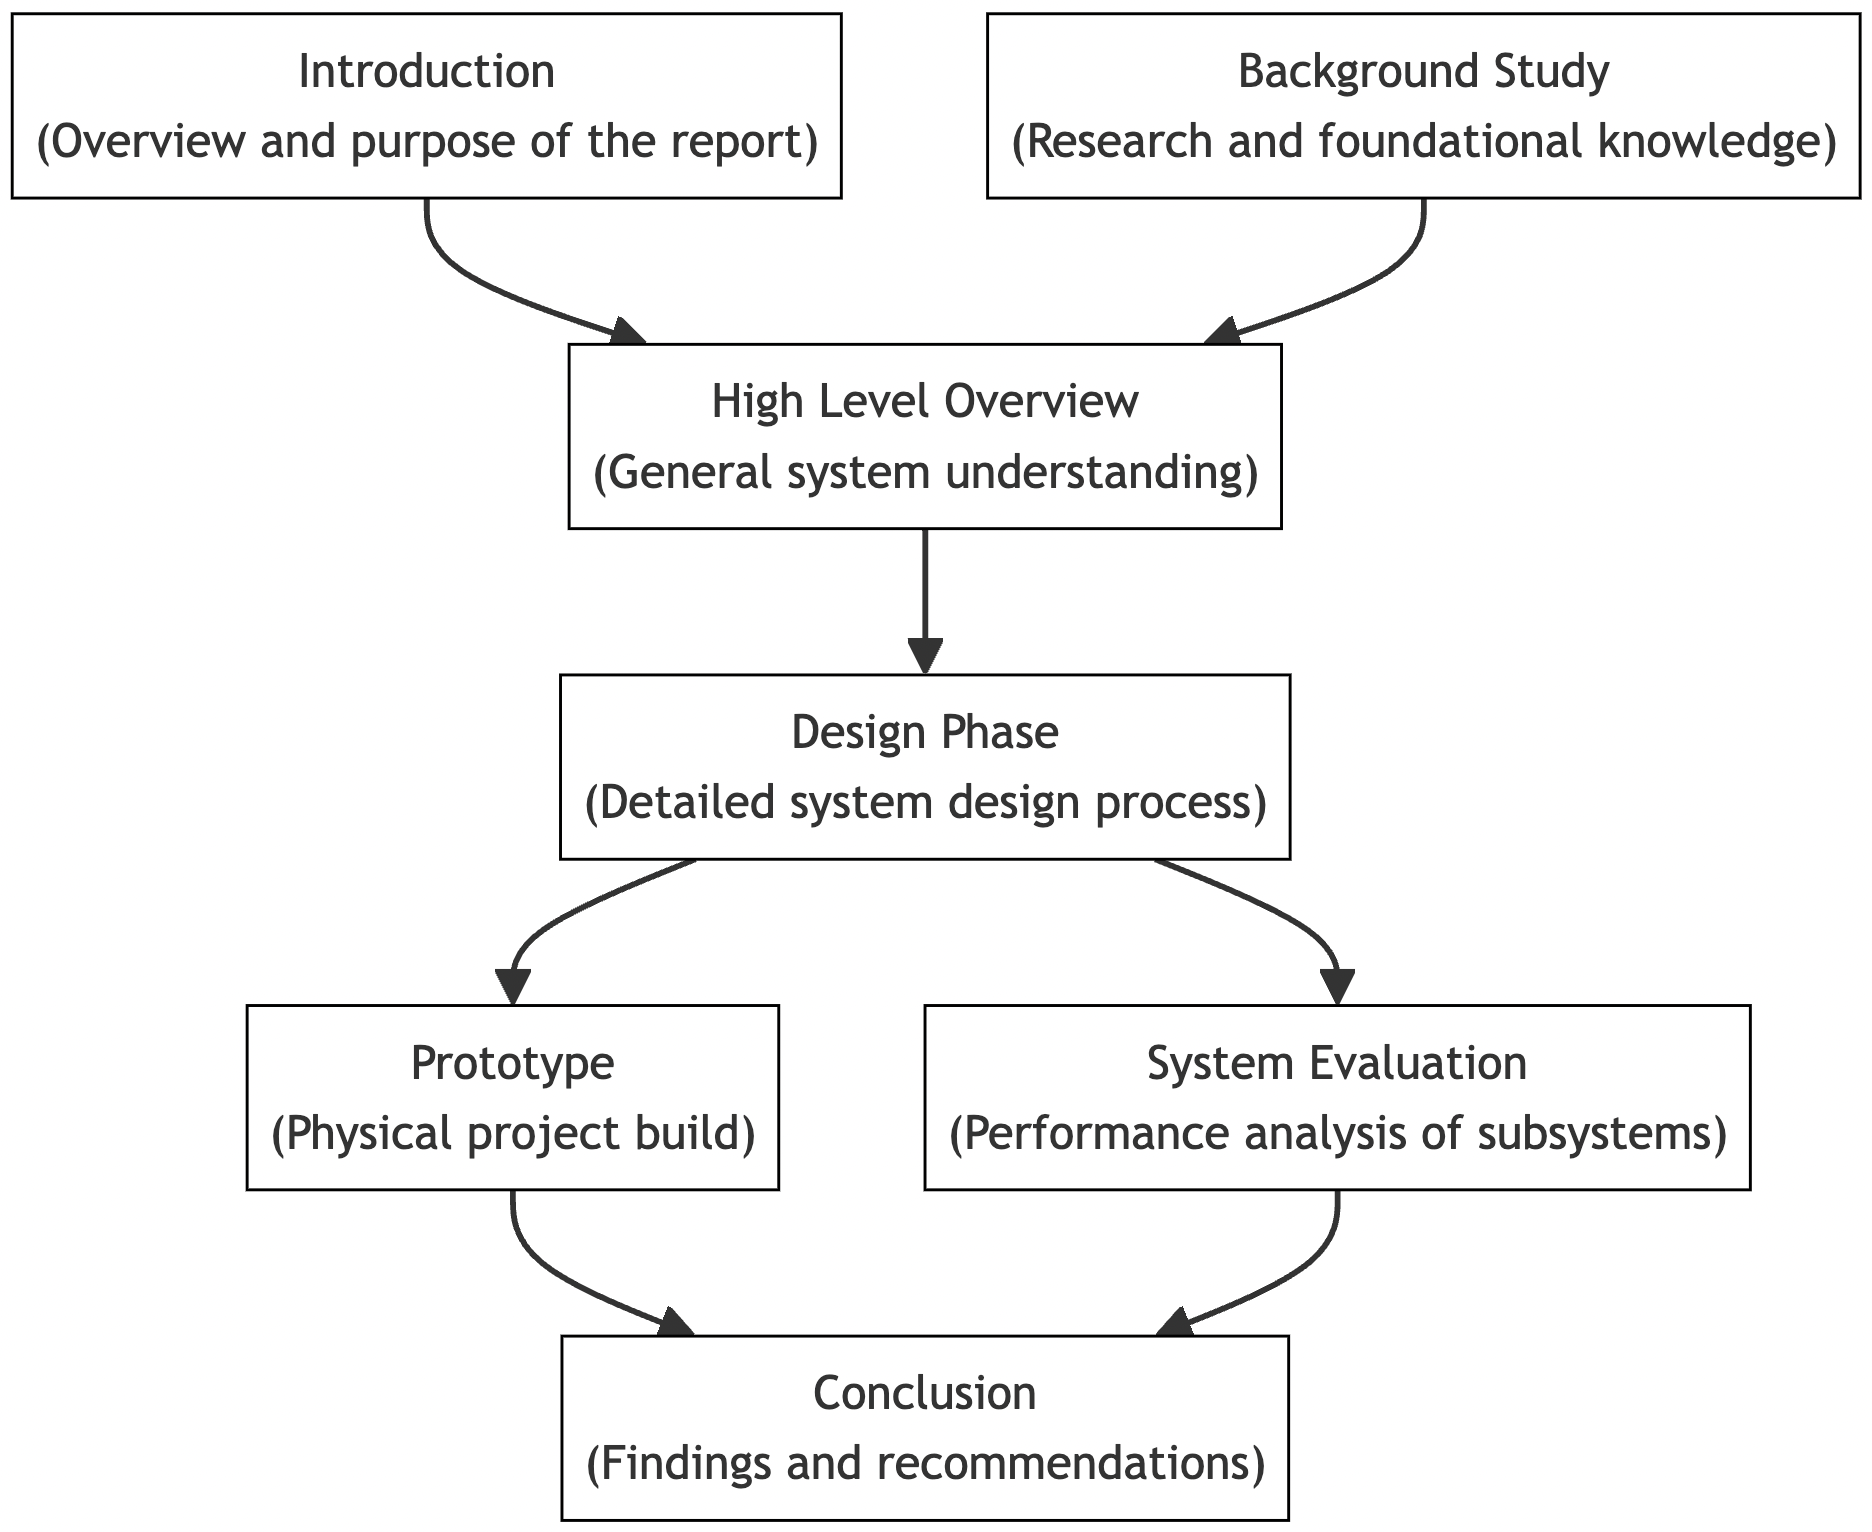 Introduction
(Overview and purpose of the report)
Background Study
(Research and foundational knowledge)
High Level Overview
(General system understanding)
Design Phase
(Detailed system design process)
Prototype
(Physical project build)
System Evaluation
(Performance analysis of subsystems)
Conclusion
(Findings and recommendations)